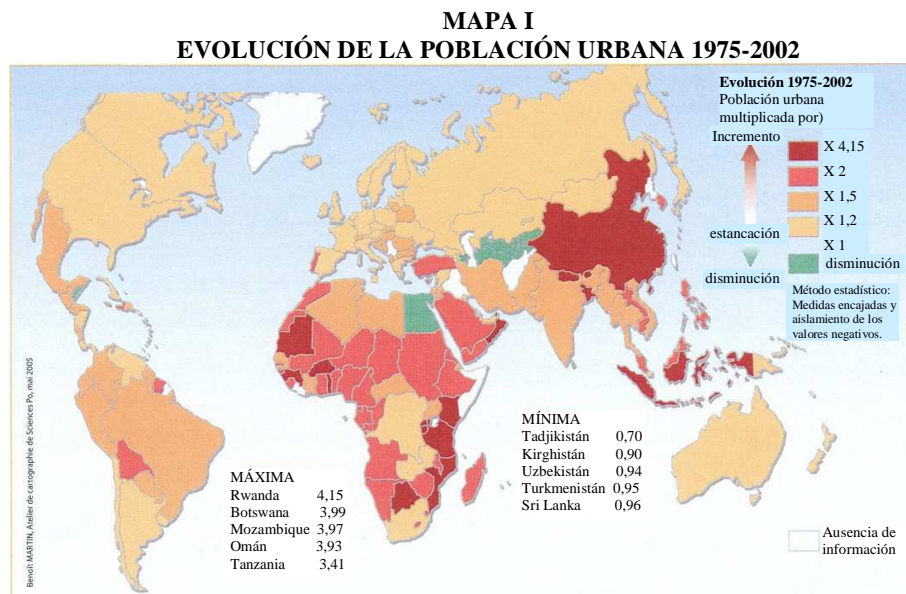 MAPA I
EVOLUCIÓN DE LA POBLACIÓN URBANA 1975-2002
Evolución 1975-2002
Población urbana
multiplicada por)
Incremento
X 4,15
X 2
X 1,5
X 1,2
estancación
X 1
disminución
disminución
Método estadístico:
Medidas encajadas y
aislamiento de los
valores negativos.
MÍNIMA
Tadjikistán 0,70
Kirghistán 0,90
Uzbekistán 0,94
Turkmenistán 0,95
Sri Lanka 0,96
MÁXIMA
Rwanda 4,15
Botswana 3,99
Mozambique 3,97
Omán 3,93
Tanzania 3,41
Ausencia de
información
Benoît MARTIN, Atelier de cartographie de Sciences Po, mai 2005